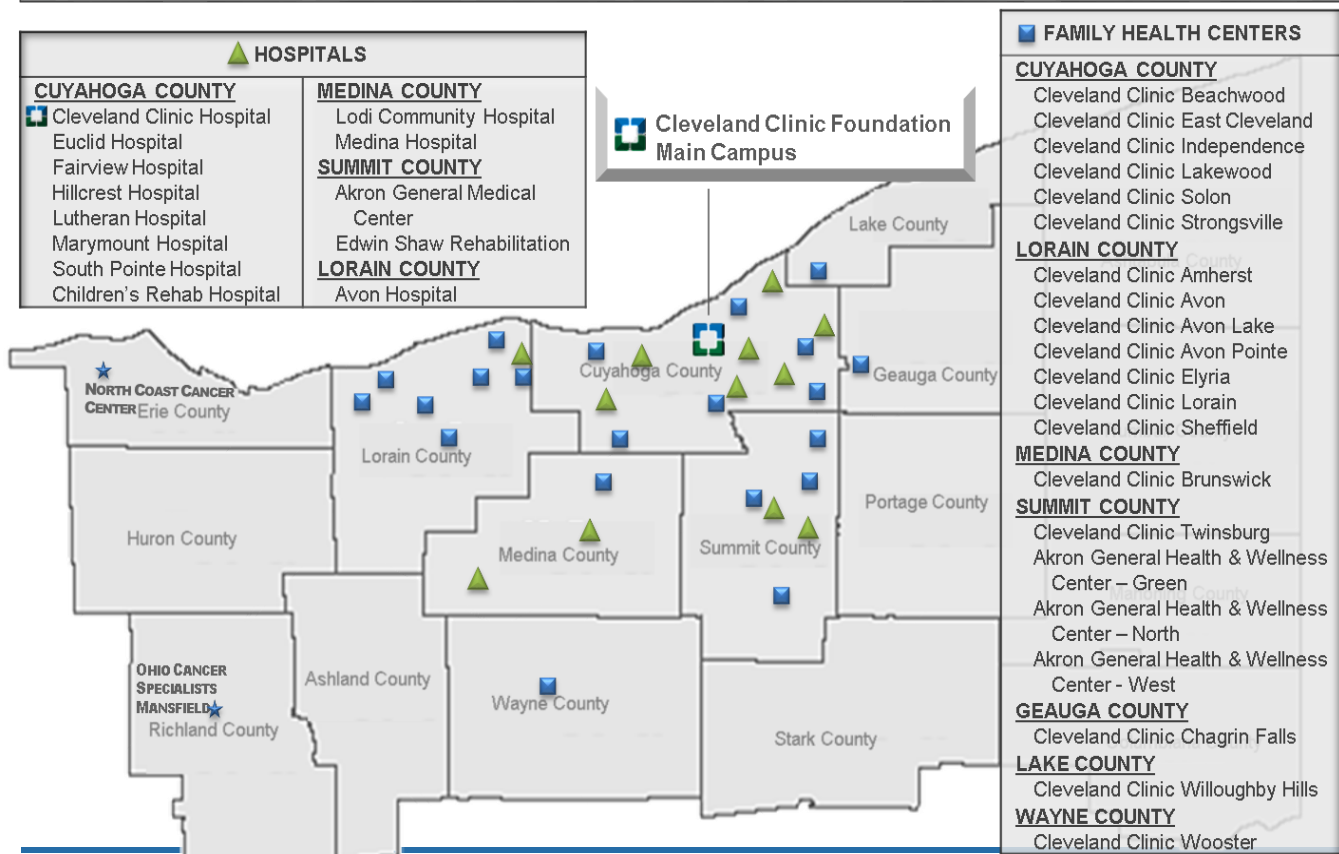 HOSPITALS
CUYAHOGA COUNTY
Cleveland Clinic Hospital
Euclid Hospital
Fairview Hospital
Hillcrest Hospital
Lutheran Hospital
Marymount Hospital
South Pointe Hospital
Children's Rehab Hospital
MEDINA COUNTY
Lodi Community Hospital
Medina Hospital
SUMMIT COUNTY
Akron General Medical
Center
Edwin Shaw Rehabilitation
LORAIN COUNTY
Avon Hospital
Cleveland Clinic Foundation
Main Campus
FAMILY HEALTH CENTERS
CUYAHOGA COUNTY
Cleveland Clinic Beachwood
Cleveland Clinic East Cleveland
Cleveland Clinic Independence
Cleveland Clinic Lakewood
Cleveland Clinic Solon
Cleveland Clinic Strongsville
LORAIN COUNTY
Cleveland Clinic Amherst
Cleveland Clinic Avon
Cleveland Clinic Avon Lake
Cleveland Clinic Avon Pointe
Cleveland Clinic Elyria
Cleveland Clinic Lorain
Cleveland Clinic Sheffield
MEDINA COUNTY
Cleveland Clinic Brunswick
SUMMIT COUNTY
Cleveland Clinic Twinsburg
Akron General Health & Wellness
Center – Green
Akron General Health & Wellness
Center – North
Akron General Health & Wellness
Center - West
GEAUGA COUNTY
Cleveland Clinic Chagrin Falls
LAKE COUNTY
Cleveland Clinic Willoughby Hills
WAYNE COUNTY
Cleveland Clinic Wooster
Lake County
Cuyahoga County
Geauga County
NORTH COAST CANCER
CENTER
Erie County
Lorain County
Portage County
Huron County
Medina County
Summit County
Mahoning County
OHIO CANCER
SPECIALISTS
MANSFIELD
Richland County
Ashland County
Wayne County
Stark County